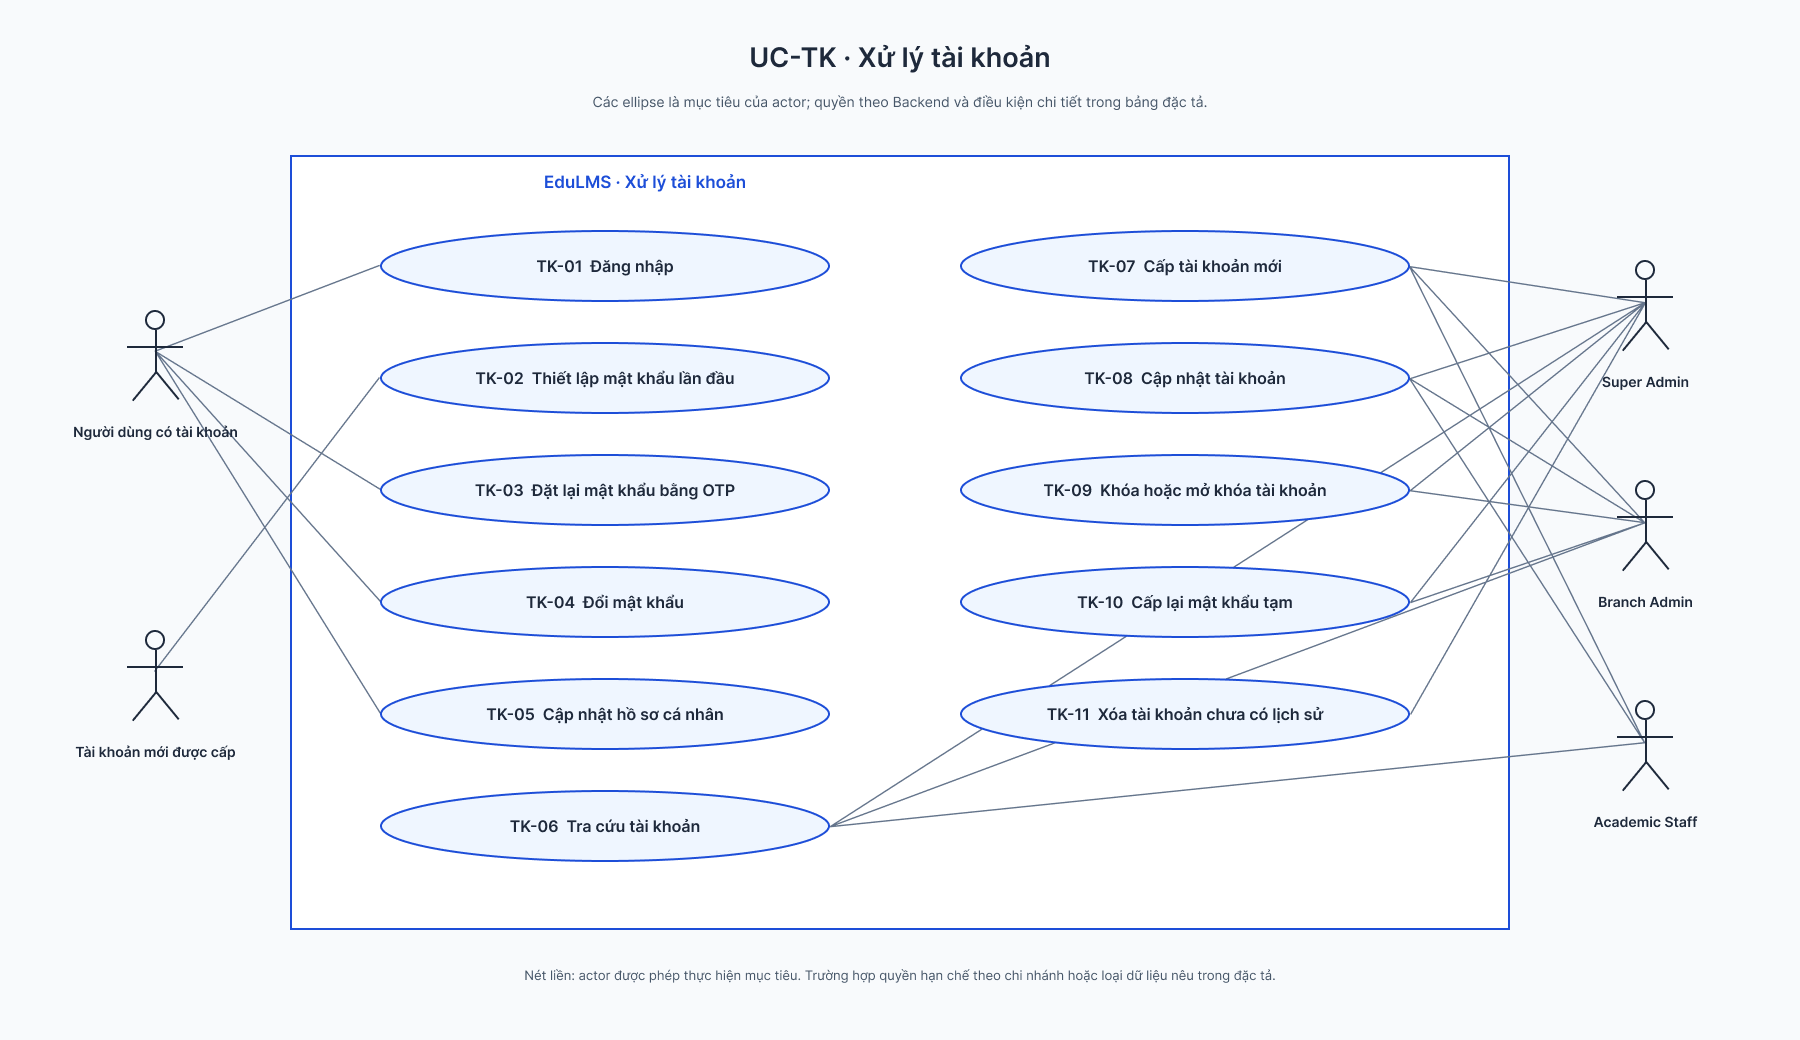 UC-TK · Xử lý tài khoản
Các ellipse là mục tiêu của actor; quyền theo Backend và điều kiện chi tiết trong bảng đặc tả.
EduLMS · Xử lý tài khoản
TK-01 Đăng nhập
TK-02 Thiết lập mật khẩu lần đầu
TK-03 Đặt lại mật khẩu bằng OTP
TK-04 Đổi mật khẩu
TK-05 Cập nhật hồ sơ cá nhân
TK-06 Tra cứu tài khoản
TK-07 Cấp tài khoản mới
TK-08 Cập nhật tài khoản
TK-09 Khóa hoặc mở khóa tài khoản
TK-10 Cấp lại mật khẩu tạm
TK-11 Xóa tài khoản chưa có lịch sử
Người dùng có tài khoản
Tài khoản mới được cấp
Super Admin
Branch Admin
Academic Staff
Nét liền: actor được phép thực hiện mục tiêu. Trường hợp quyền hạn chế theo chi nhánh hoặc loại dữ liệu nêu trong đặc tả.